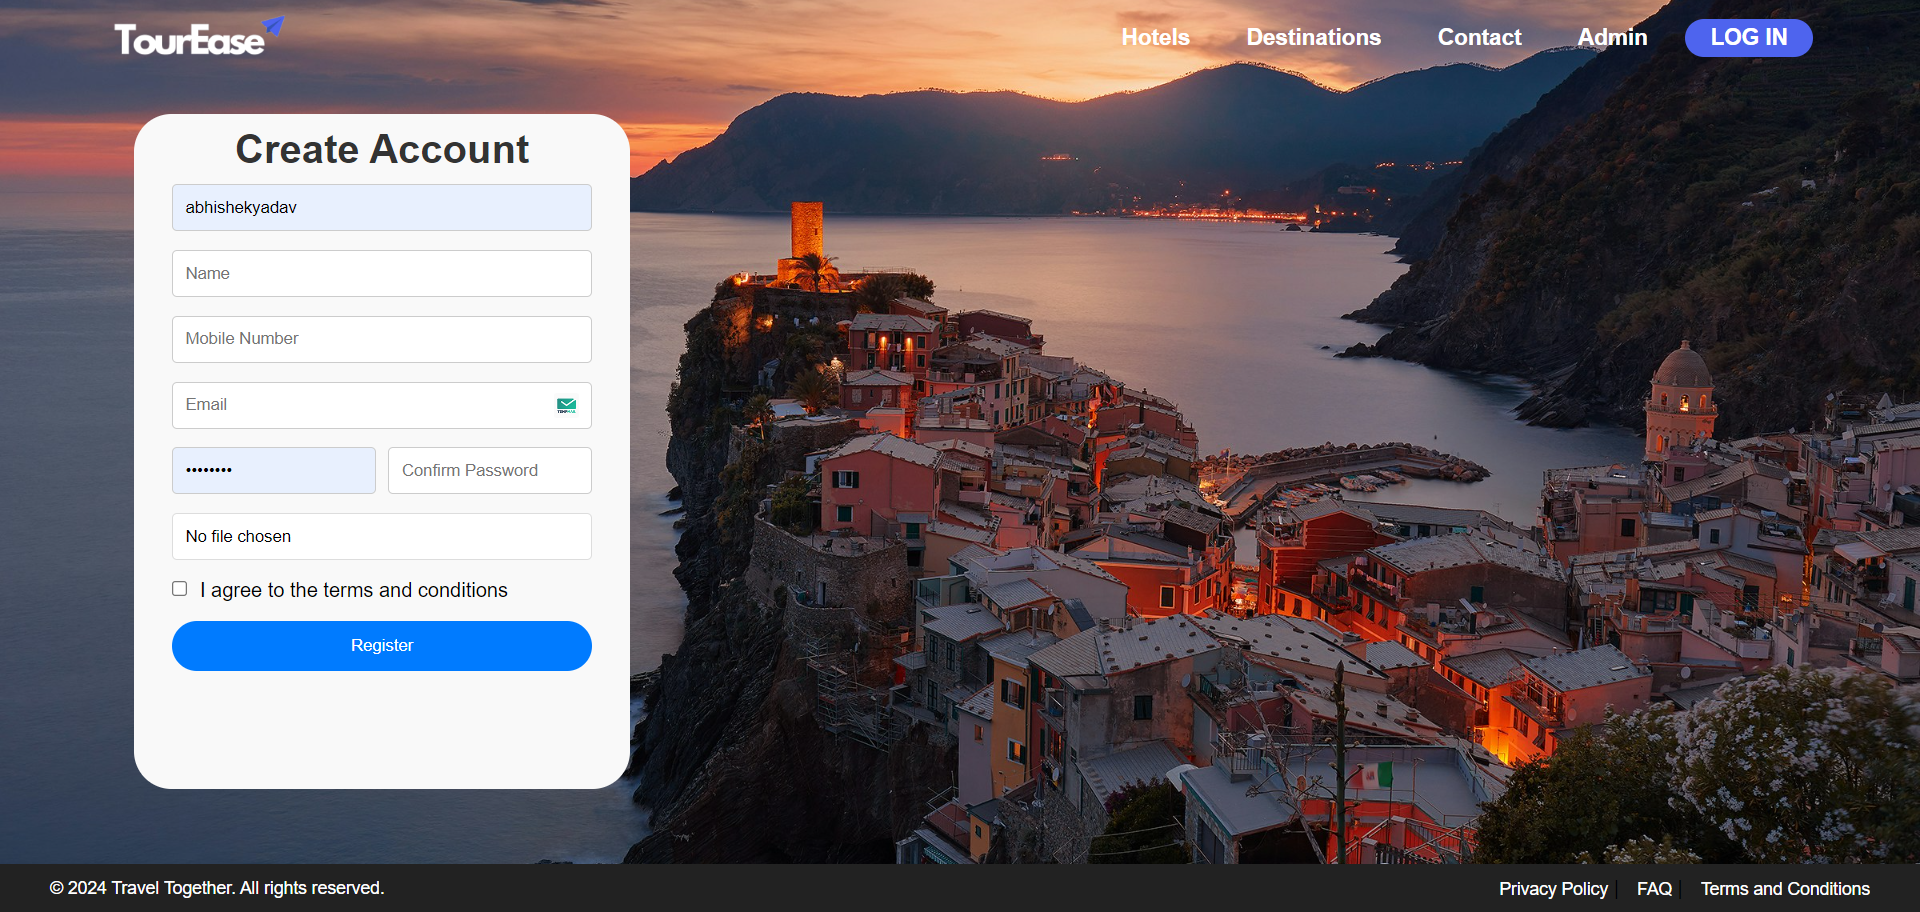 TourEase
Hotels Destinations Contact Admin LOG IN
Create Account
abhishekyadav
Name
Mobile Number
Email
•••••••• Confirm Password
No file chosen
I agree to the terms and conditions
Register
© 2024 Travel Together. All rights reserved.
Privacy Policy | FAQ | Terms and Conditions